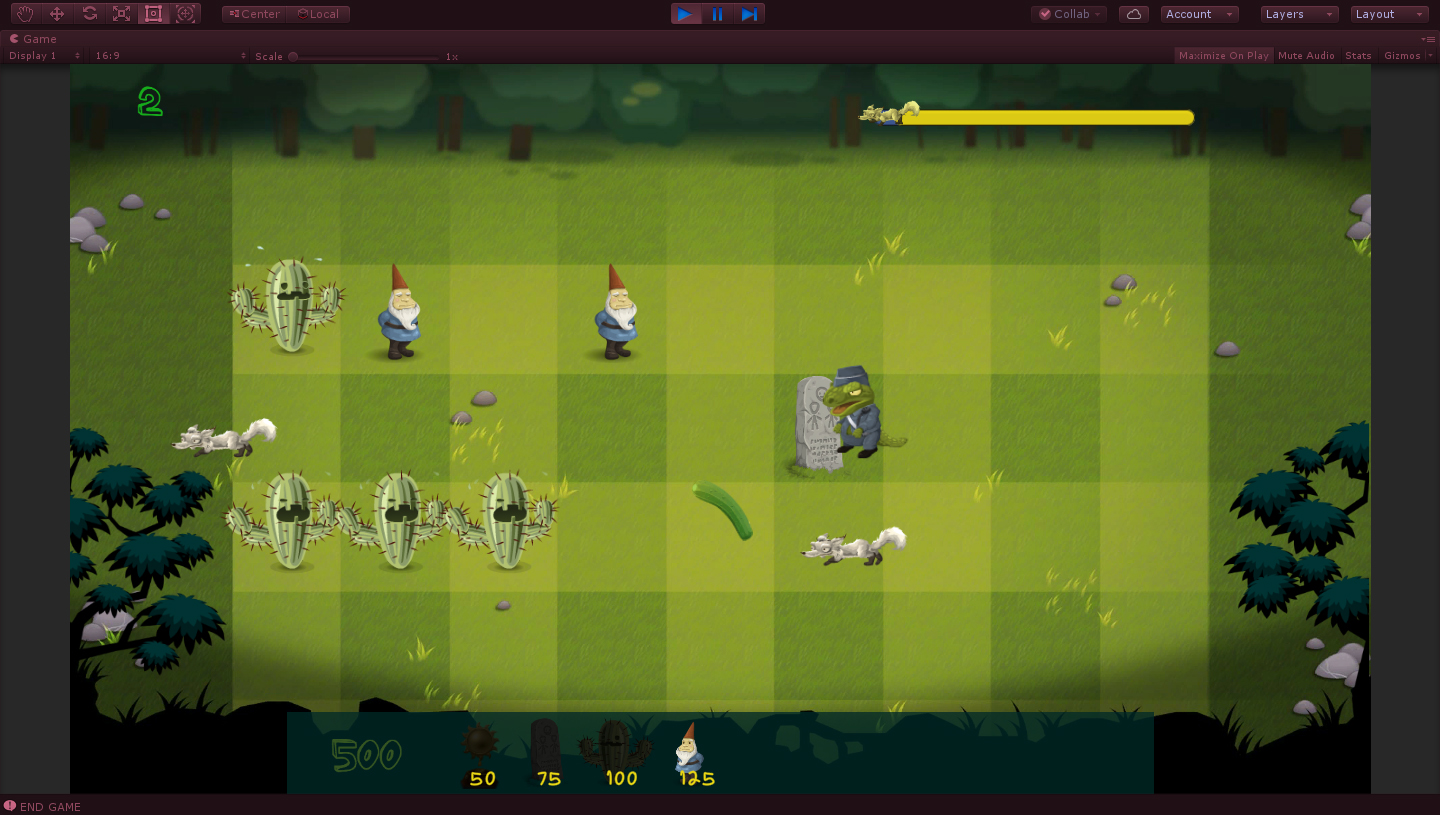 Center Local Collab Account Layers Layout
Game
Display 1 16:9 Scale 1x Maximize On Play Mute Audio Stats Gizmos
2
500
50 75 100 125
END GAME